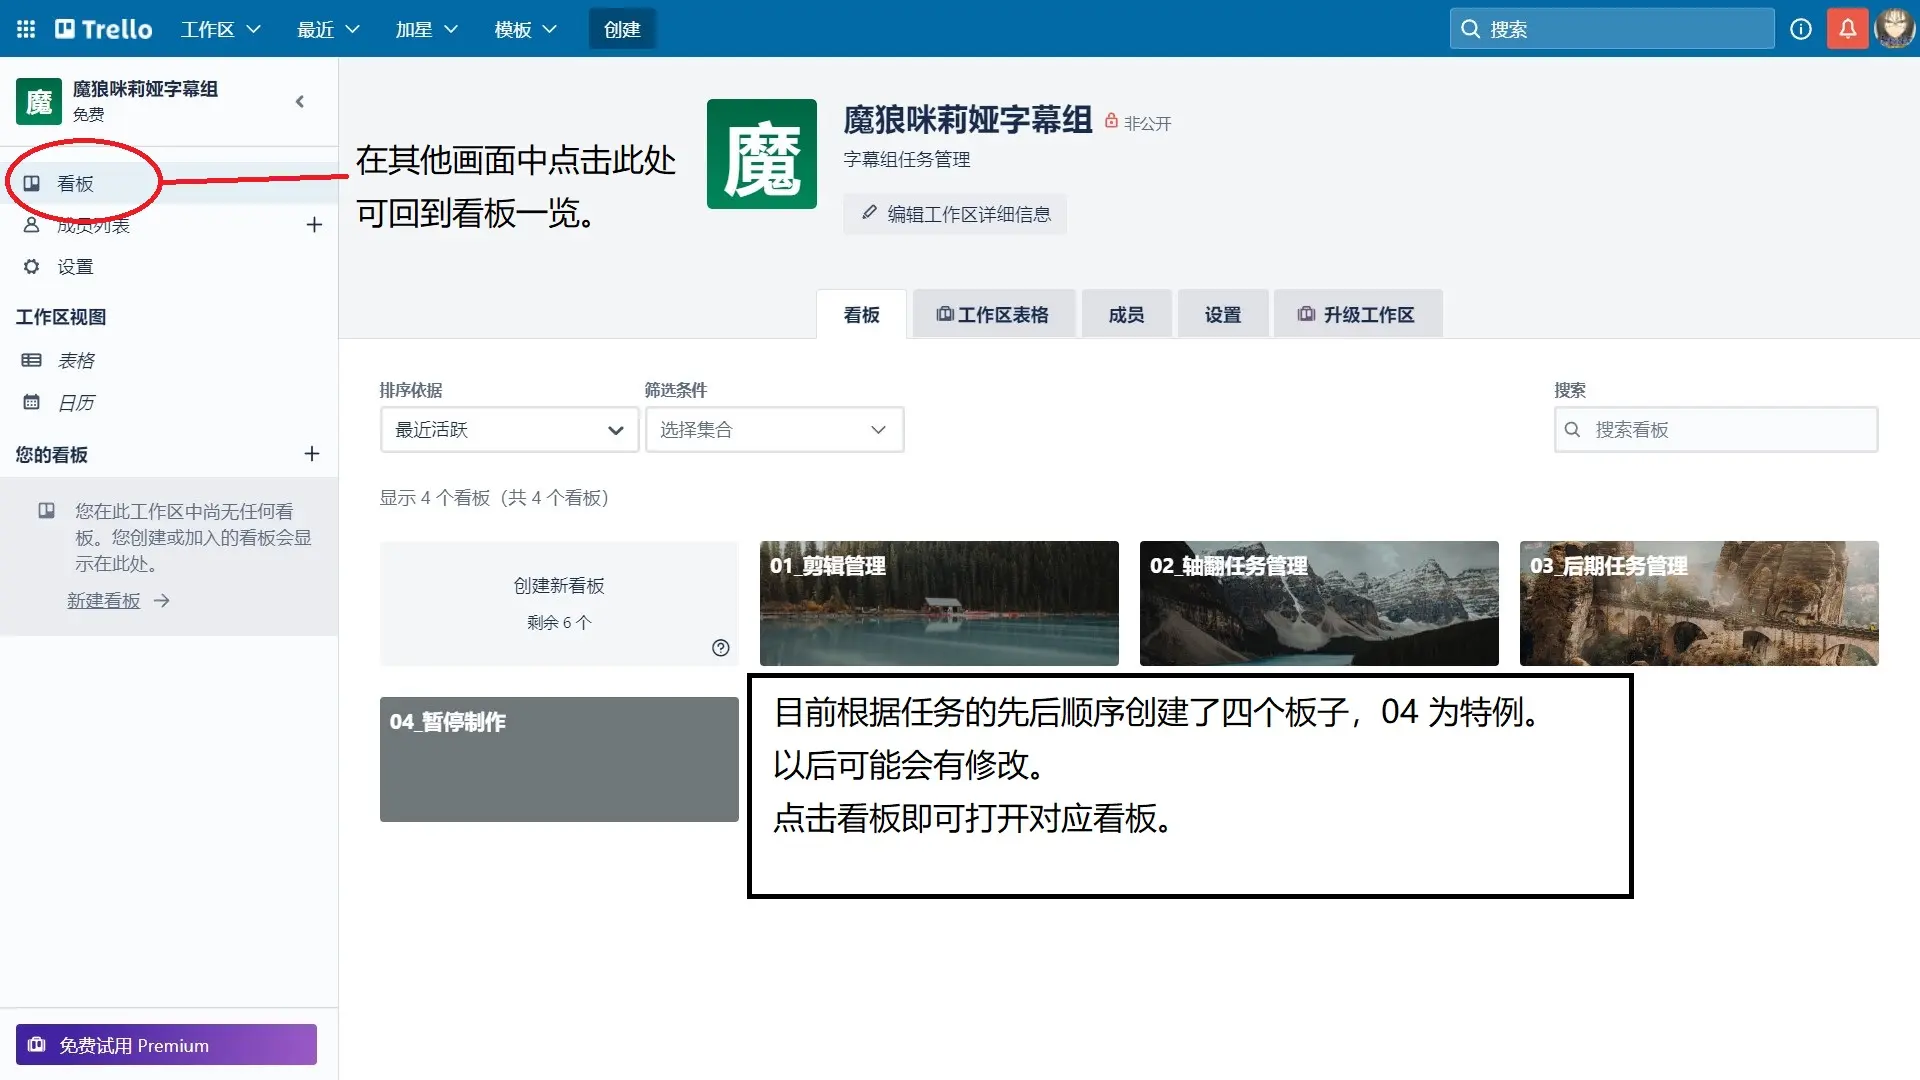 Trello
工作区
最近
加星
模板
创建
搜索
魔
魔狼咪莉娅字幕组
免费
看板
成员列表
设置
工作区视图
表格
日历
您的看板
您在此工作区中尚无任何看
板。您创建或加入的看板会显
示在此处。
新建看板
免费试用 Premium
在其他画面中点击此处
可回到看板一览。
魔
魔狼咪莉娅字幕组
非公开
字幕组任务管理
编辑工作区详细信息
看板
工作区表格
成员
设置
升级工作区
排序依据
最近活跃
筛选条件
选择集合
搜索
搜索看板
显示 4 个看板（共 4 个看板）
创建新看板
剩余 6 个
01_剪辑管理
02_轴翻任务管理
03_后期任务管理
04_暂停制作
目前根据任务的先后顺序创建了四个板子，04 为特例。
以后可能会有修改。
点击看板即可打开对应看板。